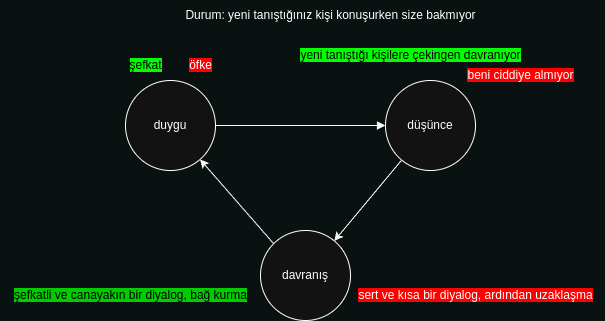 Durum: yeni tanıştığınız kişi konuşurken size bakmıyor
yeni tanıştığı kişilere çekingen davranıyor
şefkat
öfke
beni ciddiye almıyor
duygu
düşünce
davranış
şefkatli ve canayakın bir diyalog, bağ kurma
sert ve kısa bir diyalog, ardından uzaklaşma